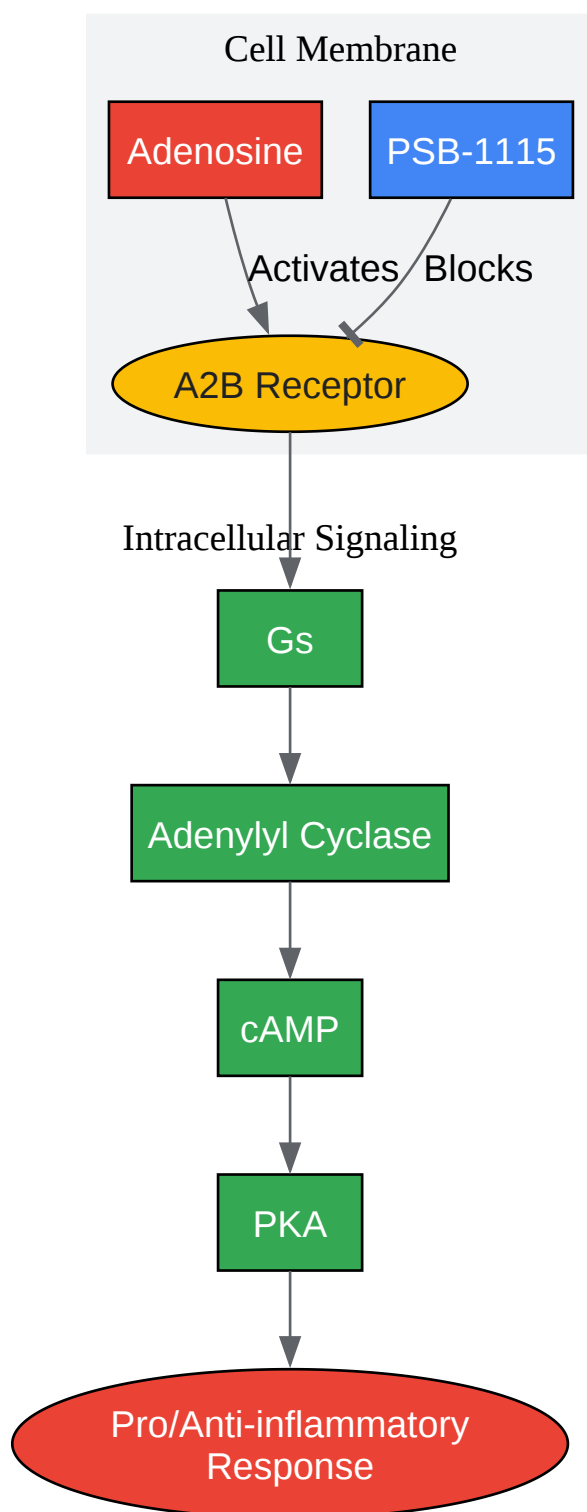 Cell Membrane
Adenosine
PSB-1115
Activates
Blocks
A2B Receptor
Intracellular Signaling
Gs
Adenylyl Cyclase
cAMP
PKA
Pro/Anti-inflammatory
Response